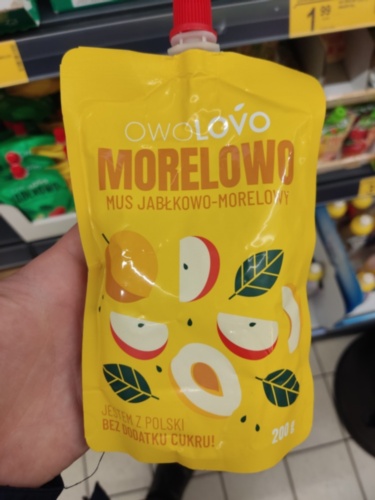 1 99
OWOLOVO
MORELOWO
MUS JABŁKOWO-MORELOWY
JESTEM Z POLSKI
BEZ DODATKU CUKRU!
200 g